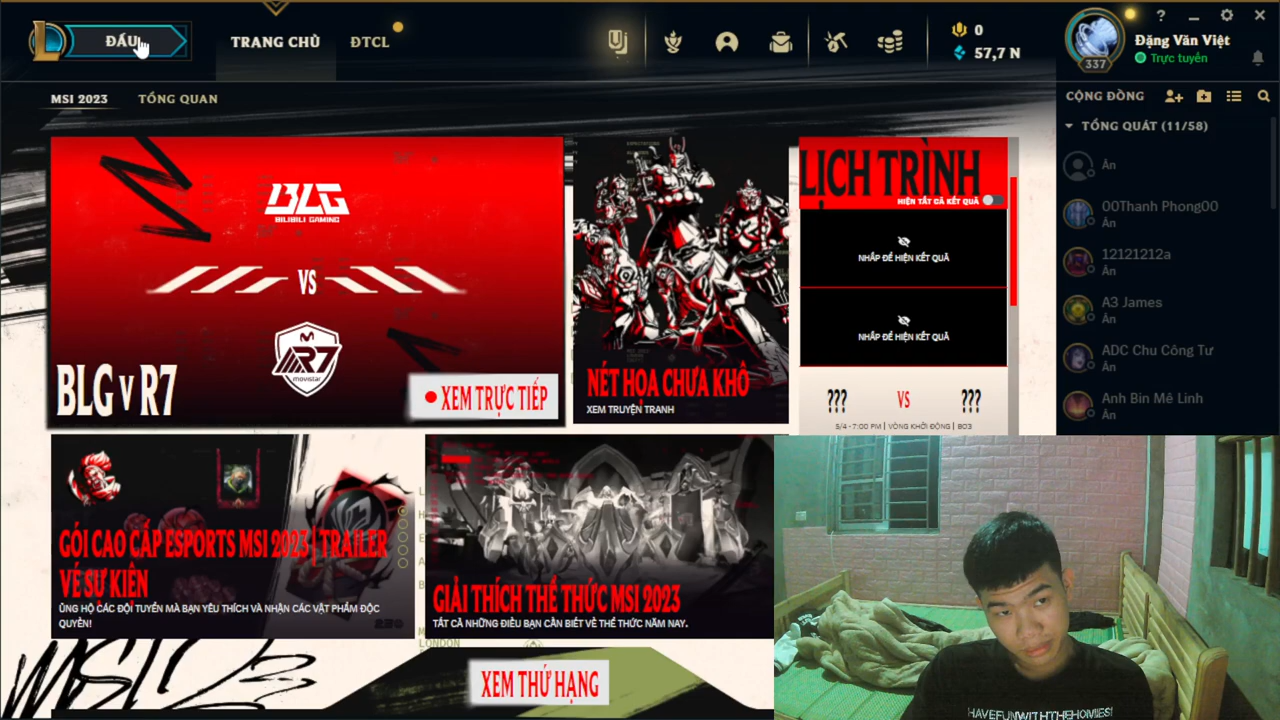 ĐẤU
TRANG CHỦ
ĐTCL
0
57,7 N
337
Đặng Văn Việt
Trực tuyến
MSI 2023
TỔNG QUAN
CỘNG ĐỒNG
TỔNG QUÁT (11/58)
Ẩn
00Thanh Phong00
Ẩn
12121212a
Ẩn
A3 James
Ẩn
ADC Chu Công Tư
Ẩn
Anh Bin Mê Linh
Ẩn
BLG
BILIBILI GAMING
VS
R7
movistar
BLG v R7
XEM TRỰC TIẾP
NÉT HỌA CHƯA KHÔ
XEM TRUYỆN TRANH
LỊCH TRÌNH
HIỆN TẤT CẢ KẾT QUẢ
NHẤP ĐỂ HIỆN KẾT QUẢ
NHẤP ĐỂ HIỆN KẾT QUẢ
??? VS ???
5/4 - 7:00 PM | VÒNG KHỞI ĐỘNG | BO3
GÓI CAO CẤP ESPORTS MSI 2023 | TRAILER
VÉ SỰ KIỆN
ỦNG HỘ CÁC ĐỘI TUYỂN MÀ BẠN YÊU THÍCH VÀ NHẬN CÁC VẬT PHẨM ĐỘC
QUYỀN!
GIẢI THÍCH THỂ THỨC MSI 2023
TẤT CẢ NHỮNG ĐIỀU BẠN CẦN BIẾT VỀ THỂ THỨC NĂM NAY.
LONDON
XEM THỨ HẠNG
HAVEFUNWITHTHEHOMIES!